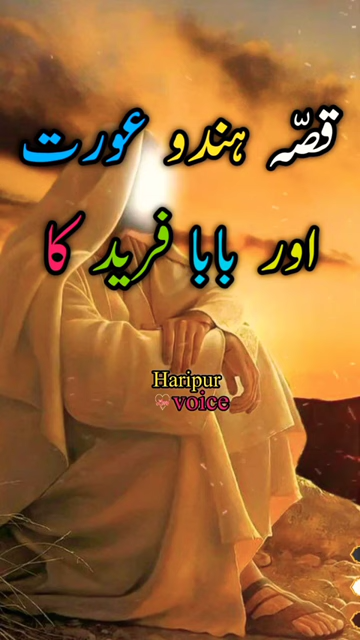 قصّہ ہندو عورت
اور بابا فرید کا
Haripur
voice